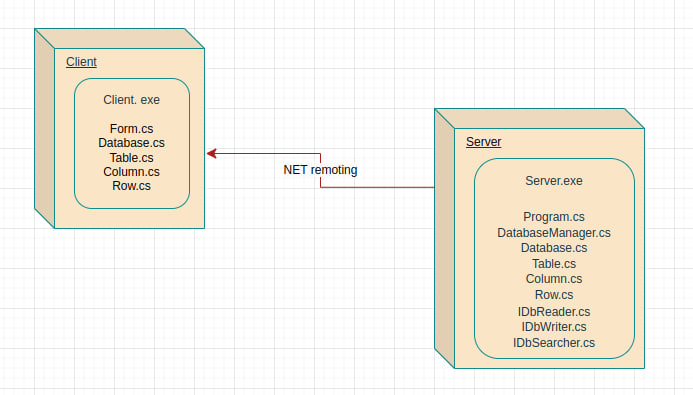 Client
Client. exe
Form.cs
Database.cs
Table.cs
Column.cs
Row.cs
NET remoting
Server
Server.exe
Program.cs
DatabaseManager.cs
Database.cs
Table.cs
Column.cs
Row.cs
IDbReader.cs
IDbWriter.cs
IDbSearcher.cs